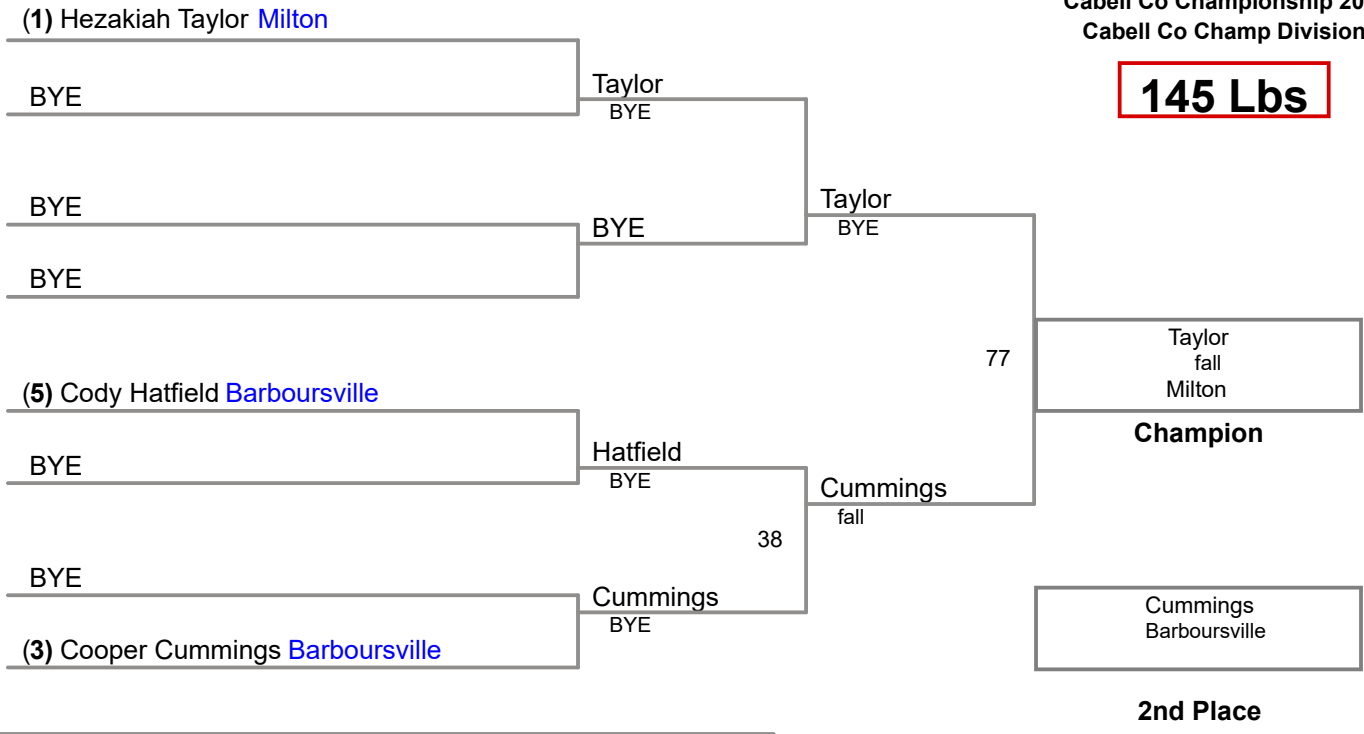 Cabell Co Championship 20
Cabell Co Champ Division
145 Lbs
(1) Hezakiah Taylor Milton
BYE
Taylor
BYE
BYE
BYE
BYE
Taylor
BYE
(5) Cody Hatfield Barboursville
BYE
Hatfield
BYE
38
BYE
(3) Cooper Cummings Barboursville
Cummings
BYE
Cummings
fall
77
Taylor
fall
Milton
Champion
Cummings
Barboursville
2nd Place